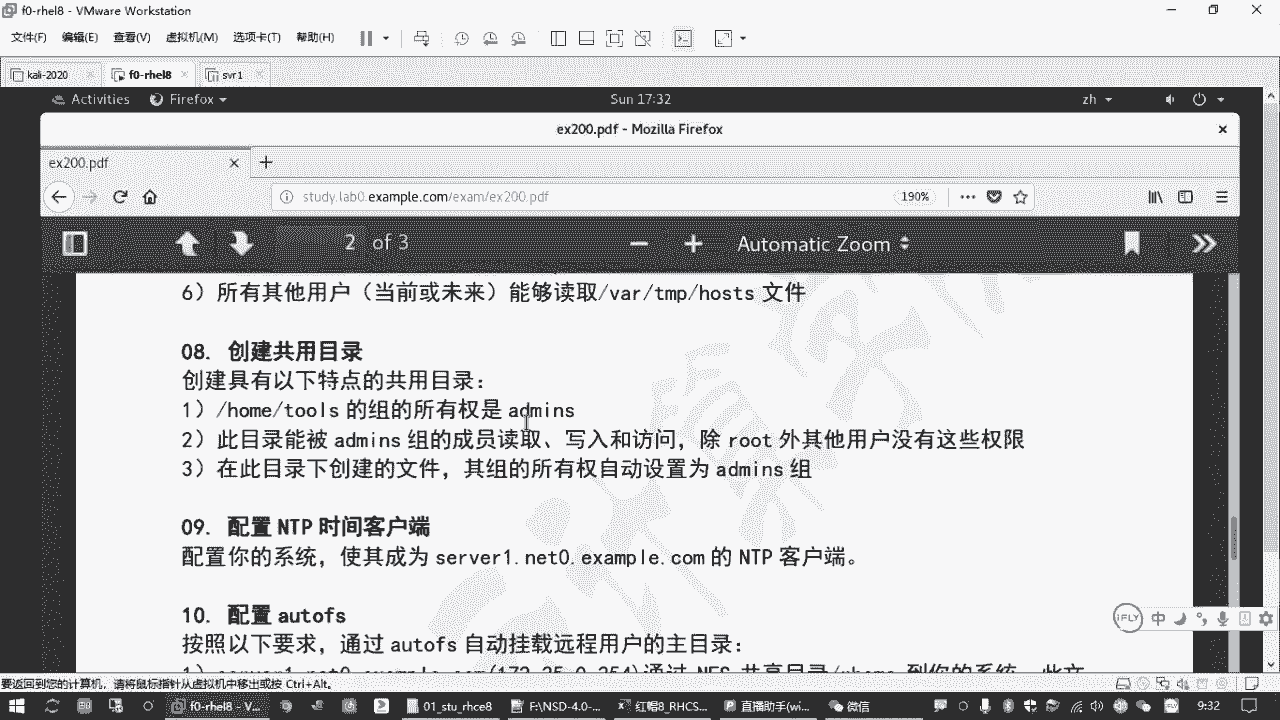 f0-rhel8 - VMware Workstation
文件(F) 编辑(E) 查看(V) 虚拟机(M) 选项卡(T) 帮助(H)
kali-2020 f0-rhel8 svr1
Activities Firefox Sun 17:32 zh
ex200.pdf - Mozilla Firefox
ex200.pdf
study.lab0.example.com/exam/ex200.pdf 190%
2 of 3 Automatic Zoom
6）所有其他用户（当前或未来）能够读取/var/tmp/hosts 文件
08. 创建共用目录
创建具有以下特点的共用目录：
1）/home/tools 的组的所有权是 admins
2）此目录能被 admins 组的成员读取、写入和访问，除 root 外其他用户没有这些权限
3）在此目录下创建的文件，其组的所有权自动设置为 admins 组
09. 配置 NTP 时间客户端
配置你的系统，使其成为 server1.net0.example.com 的 NTP 客户端。
10. 配置 autofs
按照以下要求，通过 autofs 自动挂载远程用户的主目录：
iFLY 中
要返回到您的计算机，请将鼠标指针从虚拟机中移出或按 Ctrl+Alt。
f0-rhel8 - V... 01_stu_rhce8 F:\NSD-4.0-... 红帽8_RHCS... 直播助手(wi... 微信 9:32